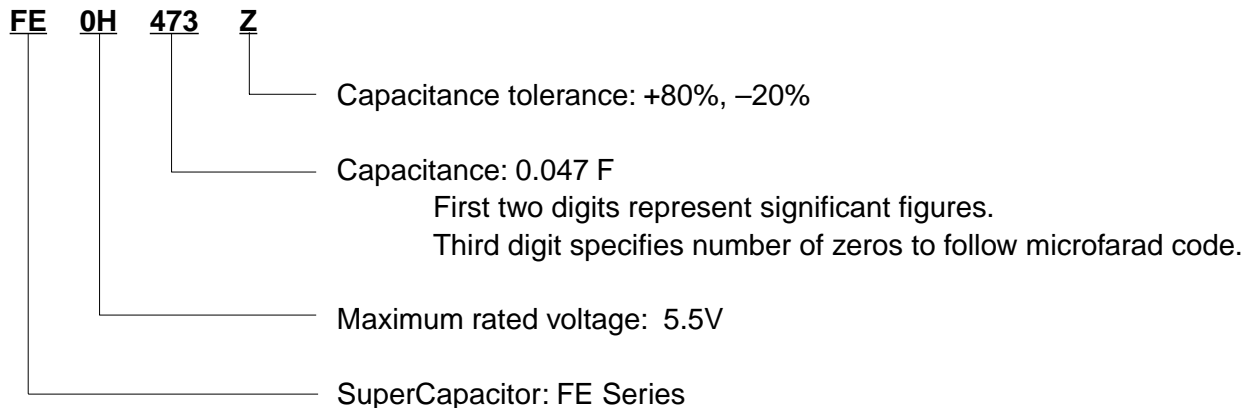 FE 0H 473 Z
Capacitance tolerance: +80%, –20%
Capacitance: 0.047 F
First two digits represent significant figures.
Third digit specifies number of zeros to follow microfarad code.
Maximum rated voltage: 5.5V
SuperCapacitor: FE Series